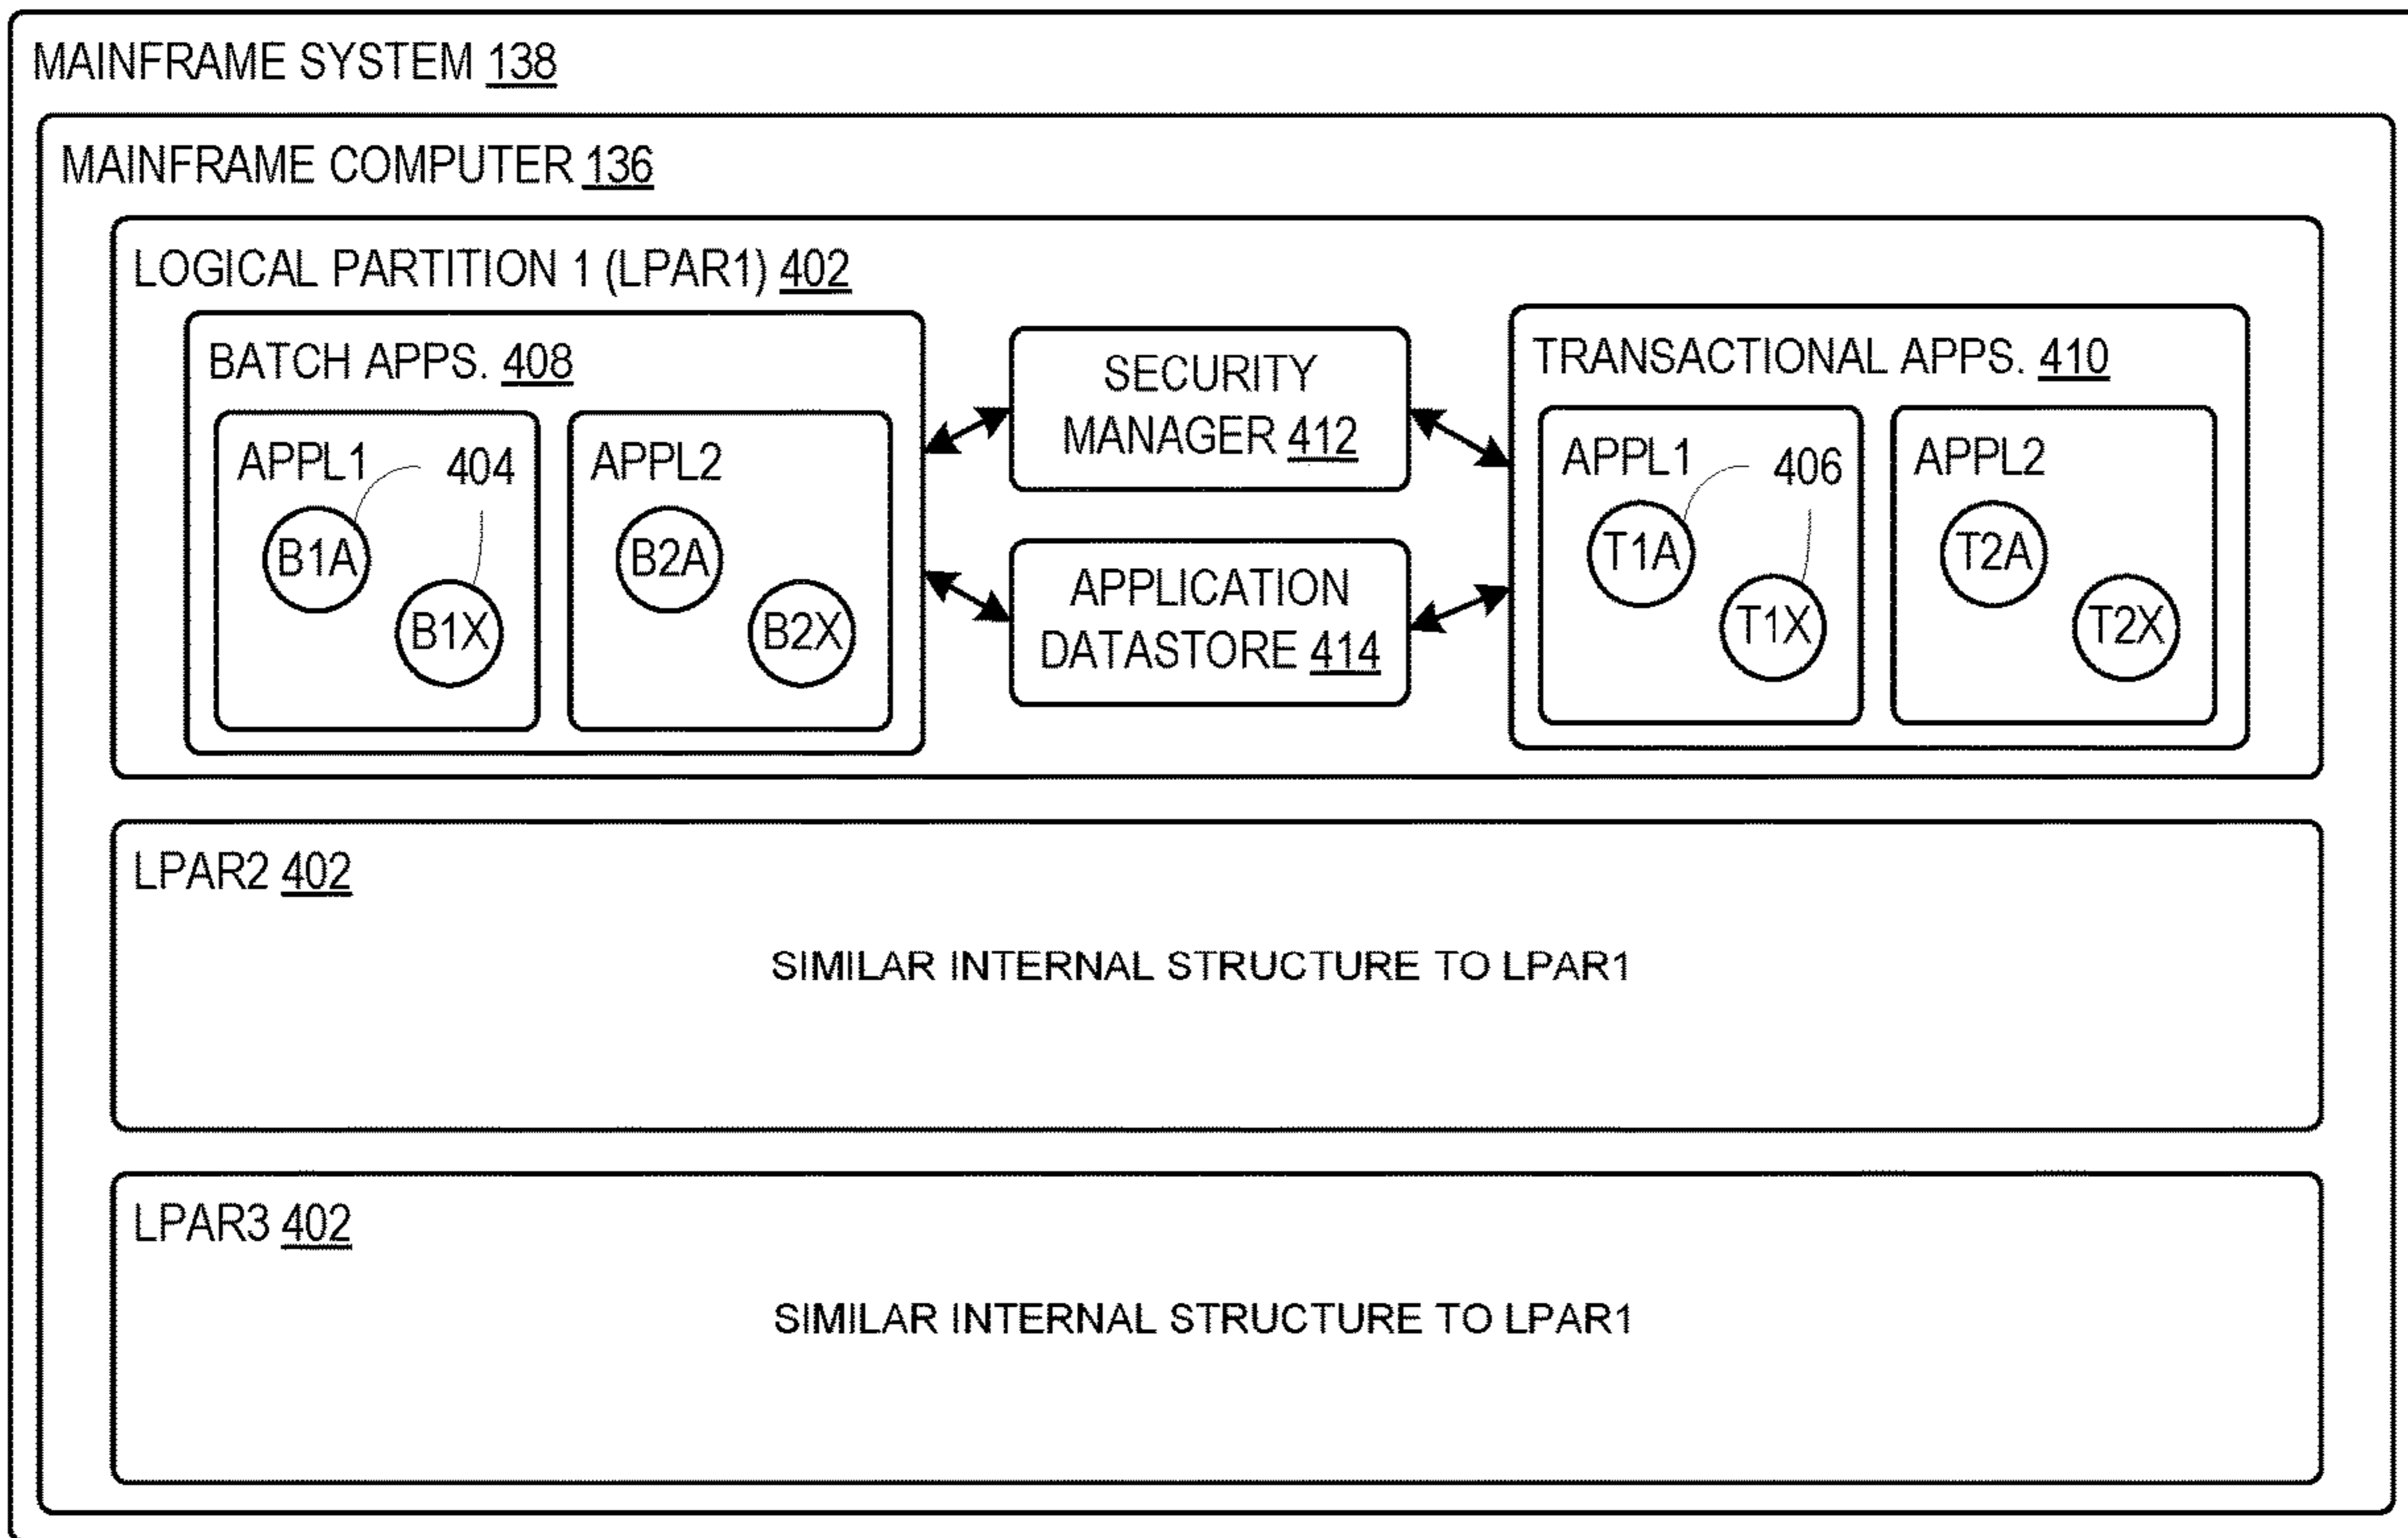 MAINFRAME SYSTEM 138
MAINFRAME COMPUTER 136
LOGICAL PARTITION 1 (LPAR1) 402
BATCH APPS. 408
APPL1
404
B1A
B1X
APPL2
B2A
B2X
SECURITY
MANAGER 412
APPLICATION
DATASTORE 414
TRANSACTIONAL APPS. 410
APPL1
406
T1A
T1X
APPL2
T2A
T2X
LPAR2 402
SIMILAR INTERNAL STRUCTURE TO LPAR1
LPAR3 402
SIMILAR INTERNAL STRUCTURE TO LPAR1